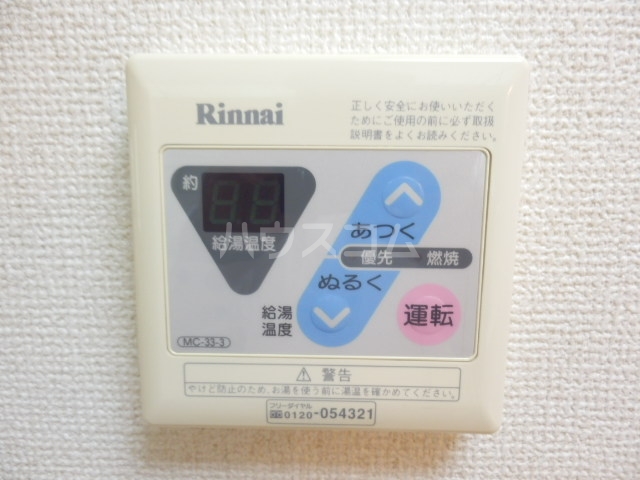 Rinnai
正しく安全にお使いいただく
ためにご使用の前に必ず取扱
説明書をよくお読みください。
約
88
給湯温度
あつく
優先 燃焼
ぬるく
給湯
温度
運転
MC-33-3
ハウスコム
⚠ 警告
やけど防止のため、お湯を使う前に湯温を確かめてください。
フリーダイヤル
0120-054321